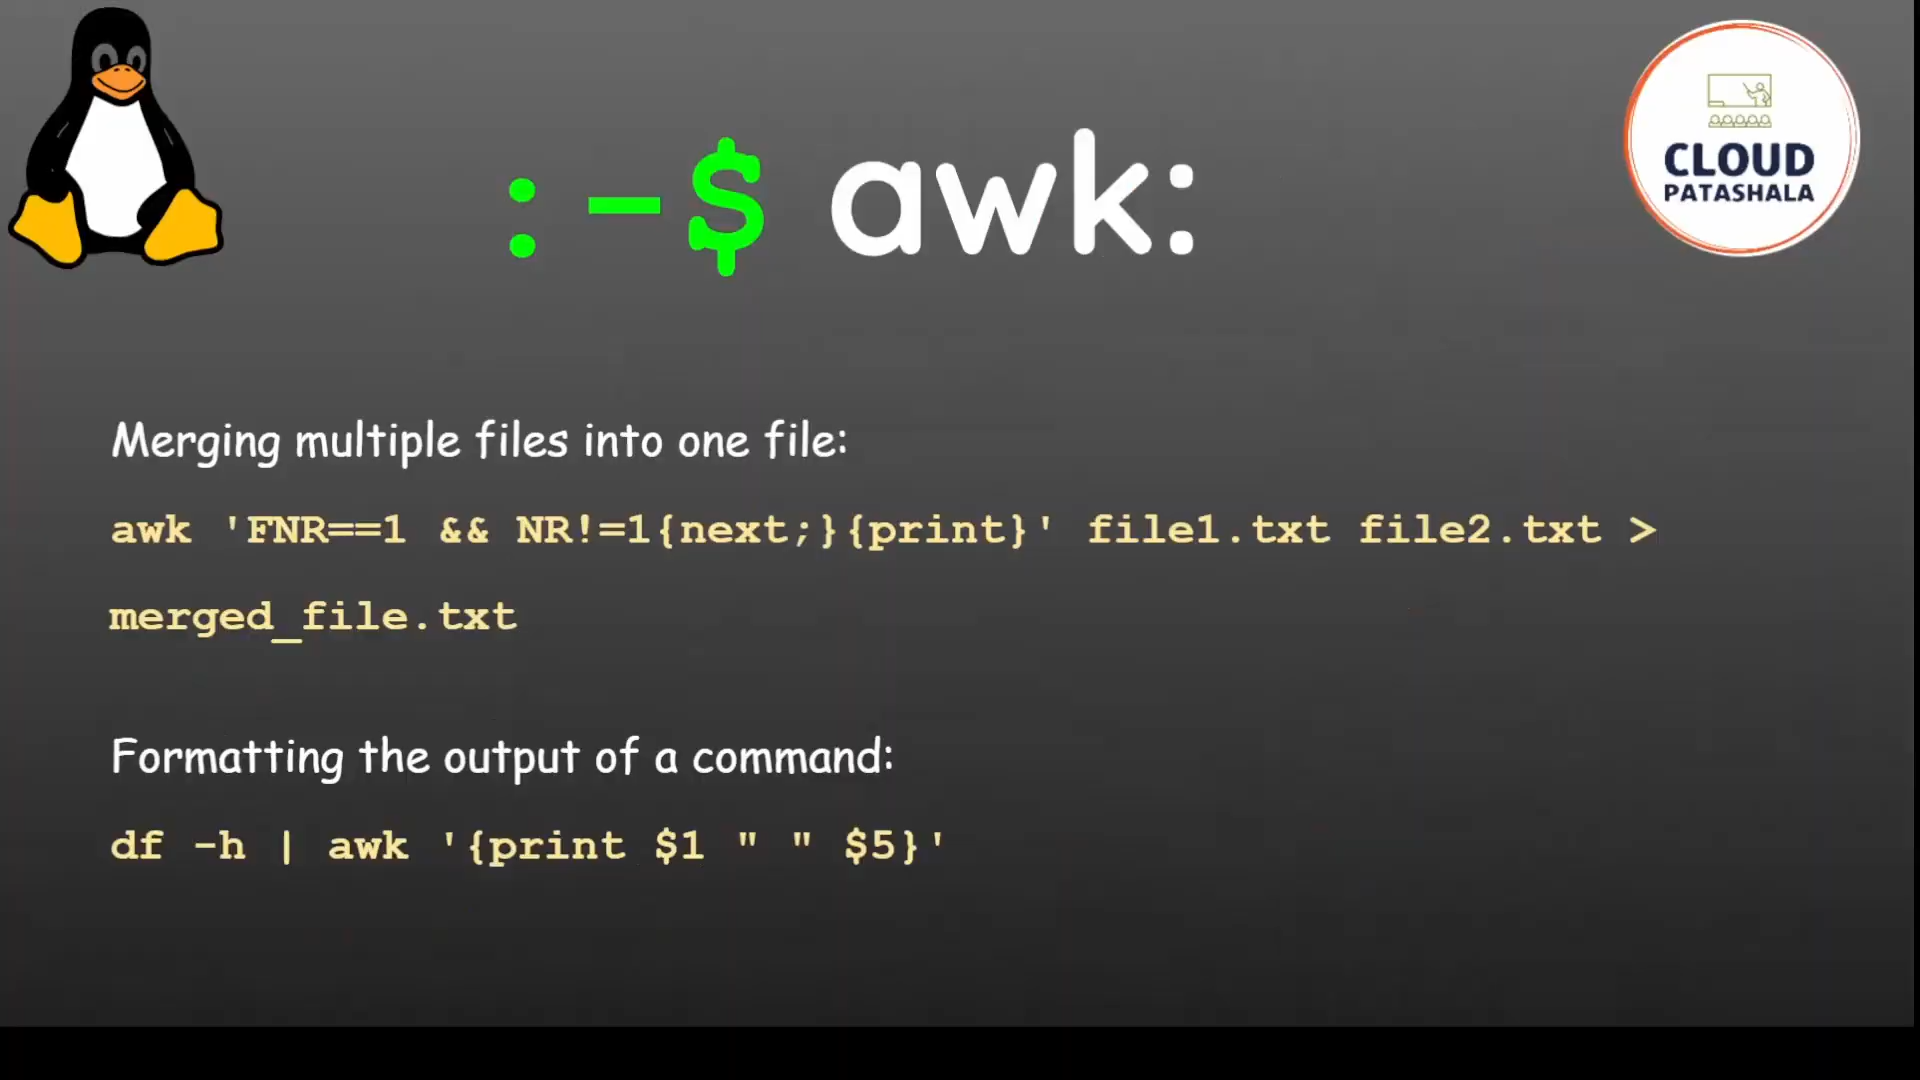 :-$ awk:
CLOUD
PATASHALA
Merging multiple files into one file:
awk 'FNR==1 && NR!=1{next;}{print}' file1.txt file2.txt >
merged_file.txt
Formatting the output of a command:
df -h | awk '{print $1 " " $5}'